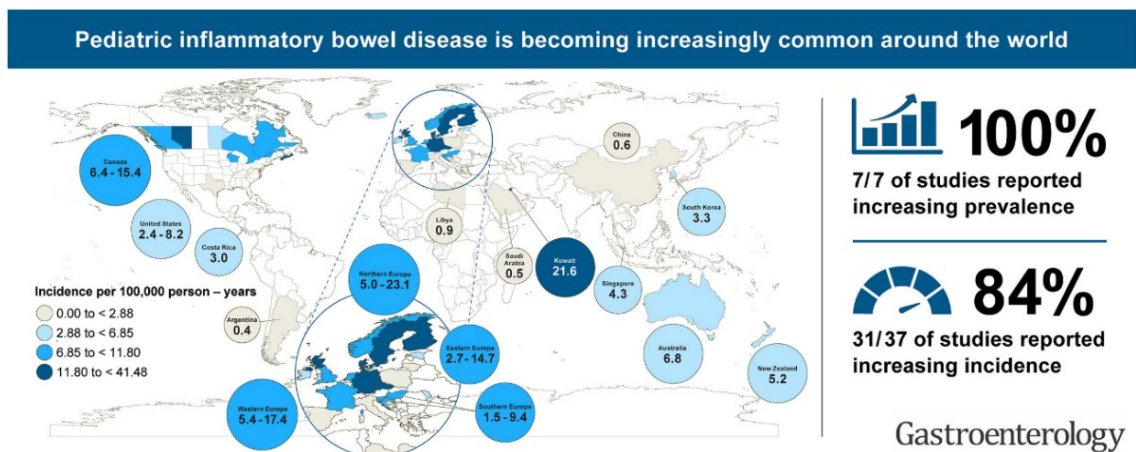 Pediatric inflammatory bowel disease is becoming increasingly common around the world
Canada
6.4 - 15.4
United States
2.4 - 8.2
Costa Rica
3.0
Argentina
0.4
Libya
0.9
Saudi
Arabia
0.5
Kuwait
21.6
China
0.6
South Korea
3.3
Singapore
4.3
Australia
6.8
New Zealand
5.2
Northern Europe
5.0 - 23.1
Eastern Europe
2.7 - 14.7
Southern Europe
1.5 - 9.4
Western Europe
5.4 - 17.4
Incidence per 100,000 person – years
0.00 to < 2.88
2.88 to < 6.85
6.85 to < 11.80
11.80 to < 41.48
100%
7/7 of studies reported
increasing prevalence
84%
31/37 of studies reported
increasing incidence
Gastroenterology